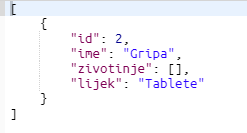 [
    {
        "id": 2,
        "ime": "Gripa",
        "zivotinje": [],
        "lijek": "Tablete"
    }
]